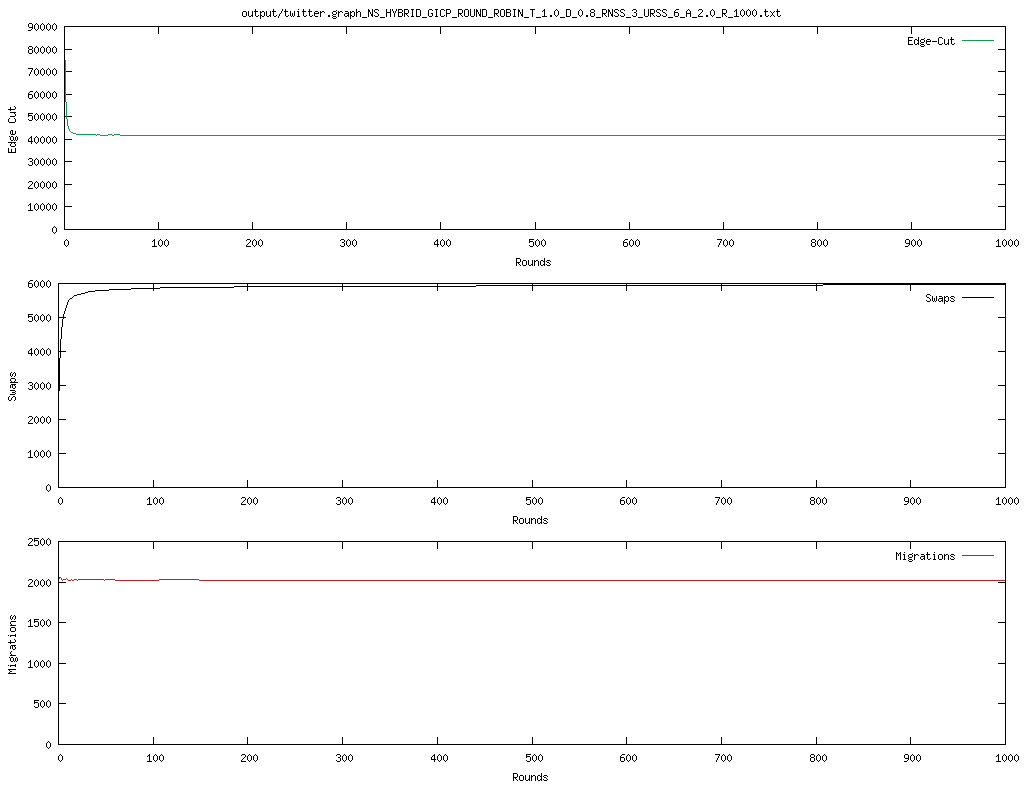 output/twitter.graph_NS_HYBRID_GICP_ROUND_ROBIN_T_1.0_D_0.8_RNSS_3_URSS_6_A_2.0_R_1000.txt
90000
80000
70000
60000
50000
40000
30000
20000
10000
0
Edge Cut
Edge-Cut
0 100 200 300 400 500 600 700 800 900 1000
Rounds
6000
5000
4000
3000
2000
1000
0
Swaps
Swaps
0 100 200 300 400 500 600 700 800 900 1000
Rounds
2500
2000
1500
1000
500
0
Migrations
Migrations
0 100 200 300 400 500 600 700 800 900 1000
Rounds